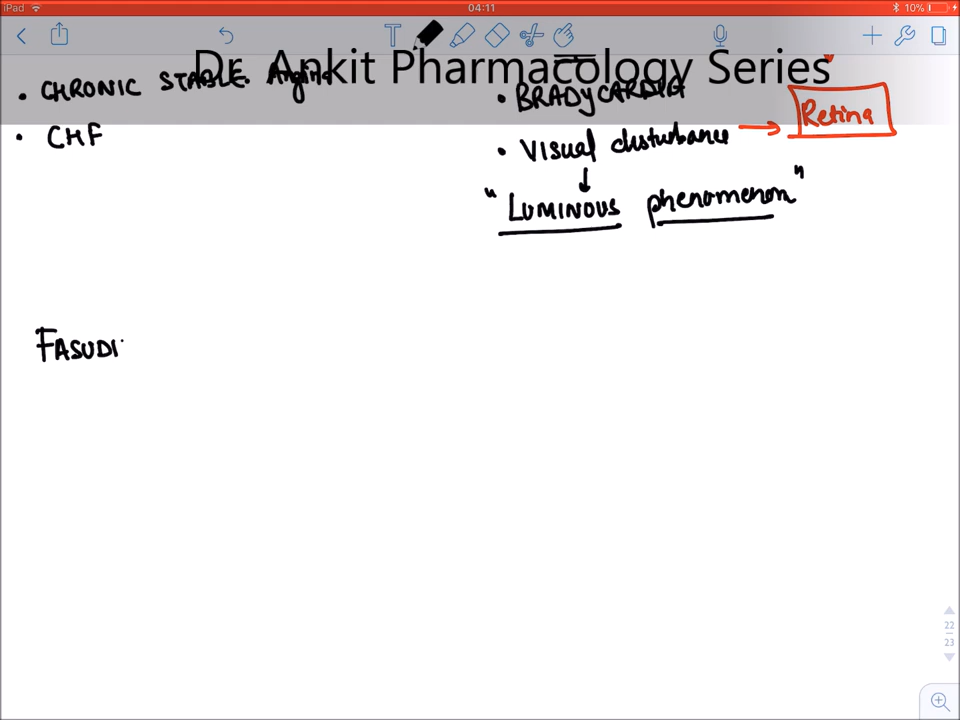 iPad 04:11 10%
Dr. Ankit Pharmacology Series
• CHRONIC STABLE Angina
• CHF
• BRADYCARDIA
• Visual disturbance → Retina
"LUMINOUS phenomenon"
FASUDI
22
23